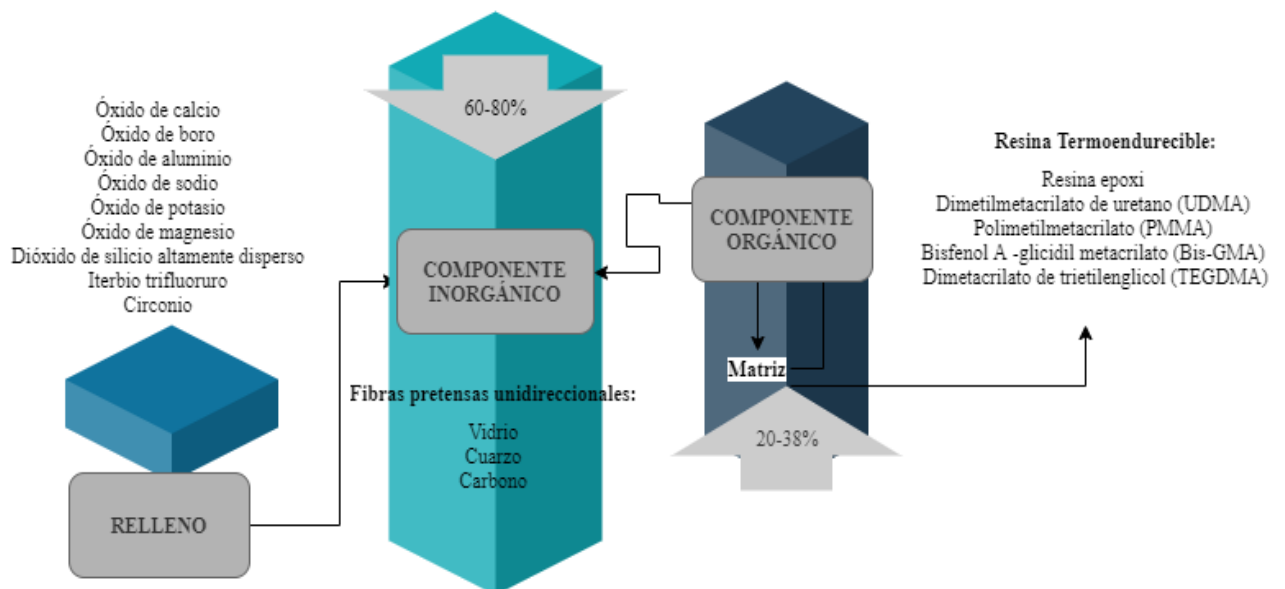 Óxido de calcio
Óxido de boro
Óxido de aluminio
Óxido de sodio
Óxido de potasio
Óxido de magnesio
Dióxido de silicio altamente disperso
Iterbio trifluoruro
Circonio
RELLENO
60-80%
COMPONENTE
INORGÁNICO
Fibras pretensas unidireccionales:
Vidrio
Cuarzo
Carbono
COMPONENTE
ORGÁNICO
Matriz
20-38%
Resina Termoendurecible:
Resina epoxi
Dimetilmetacrilato de uretano (UDMA)
Polimetilmetacrilato (PMMA)
Bisfenol A -glicidil metacrilato (Bis-GMA)
Dimetacrilato de trietilenglicol (TEGDMA)